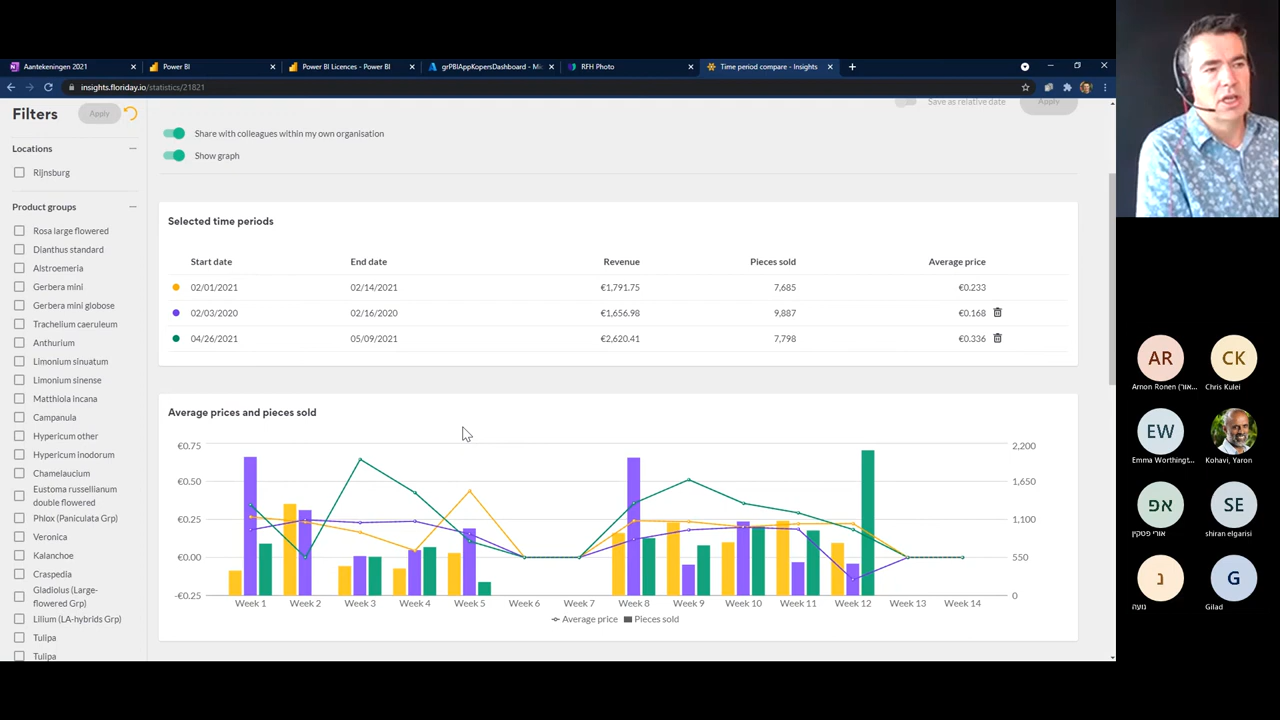 Aantekeningen 2021
Power BI
Power BI Licences - Power BI
grPBIAppKopersDashboard - Mic
RFH Photo
Time period compare - Insights
insights.floriday.io/statistics/21821
Filters
Apply
Save as relative date
Apply
Share with colleagues within my own organisation
Show graph
Locations
Rijnsburg
Product groups
Rosa large flowered
Dianthus standard
Alstroemeria
Gerbera mini
Gerbera mini globose
Trachelium caeruleum
Anthurium
Limonium sinuatum
Limonium sinense
Matthiola incana
Campanula
Hypericum other
Hypericum inodorum
Chamelaucium
Eustoma russellianum
double flowered
Phlox (Paniculata Grp)
Veronica
Kalanchoe
Craspedia
Gladiolus (Large-
flowered Grp)
Lilium (LA-hybrids Grp)
Tulipa
Tulipa
Selected time periods
Start date End date Revenue Pieces sold Average price
02/01/2021 02/14/2021 €1,791.75 7,685 €0.233
02/03/2020 02/16/2020 €1,656.98 9,887 €0.168
04/26/2021 05/09/2021 €2,620.41 7,798 €0.336
Average prices and pieces sold
€0.75 2,200
€0.50 1,650
€0.25 1,100
€0.00 550
-€0.25 0
Week 1 Week 2 Week 3 Week 4 Week 5 Week 6 Week 7 Week 8 Week 9 Week 10 Week 11 Week 12 Week 13 Week 14
Average price Pieces sold
AR CK
Arnon Ronen (אור... Chris Kulei
EW
Emma Worthingt... Kohavi, Yaron
אפ SE
אורי פטקין shiran elgarisi
נ G
נועה Gilad